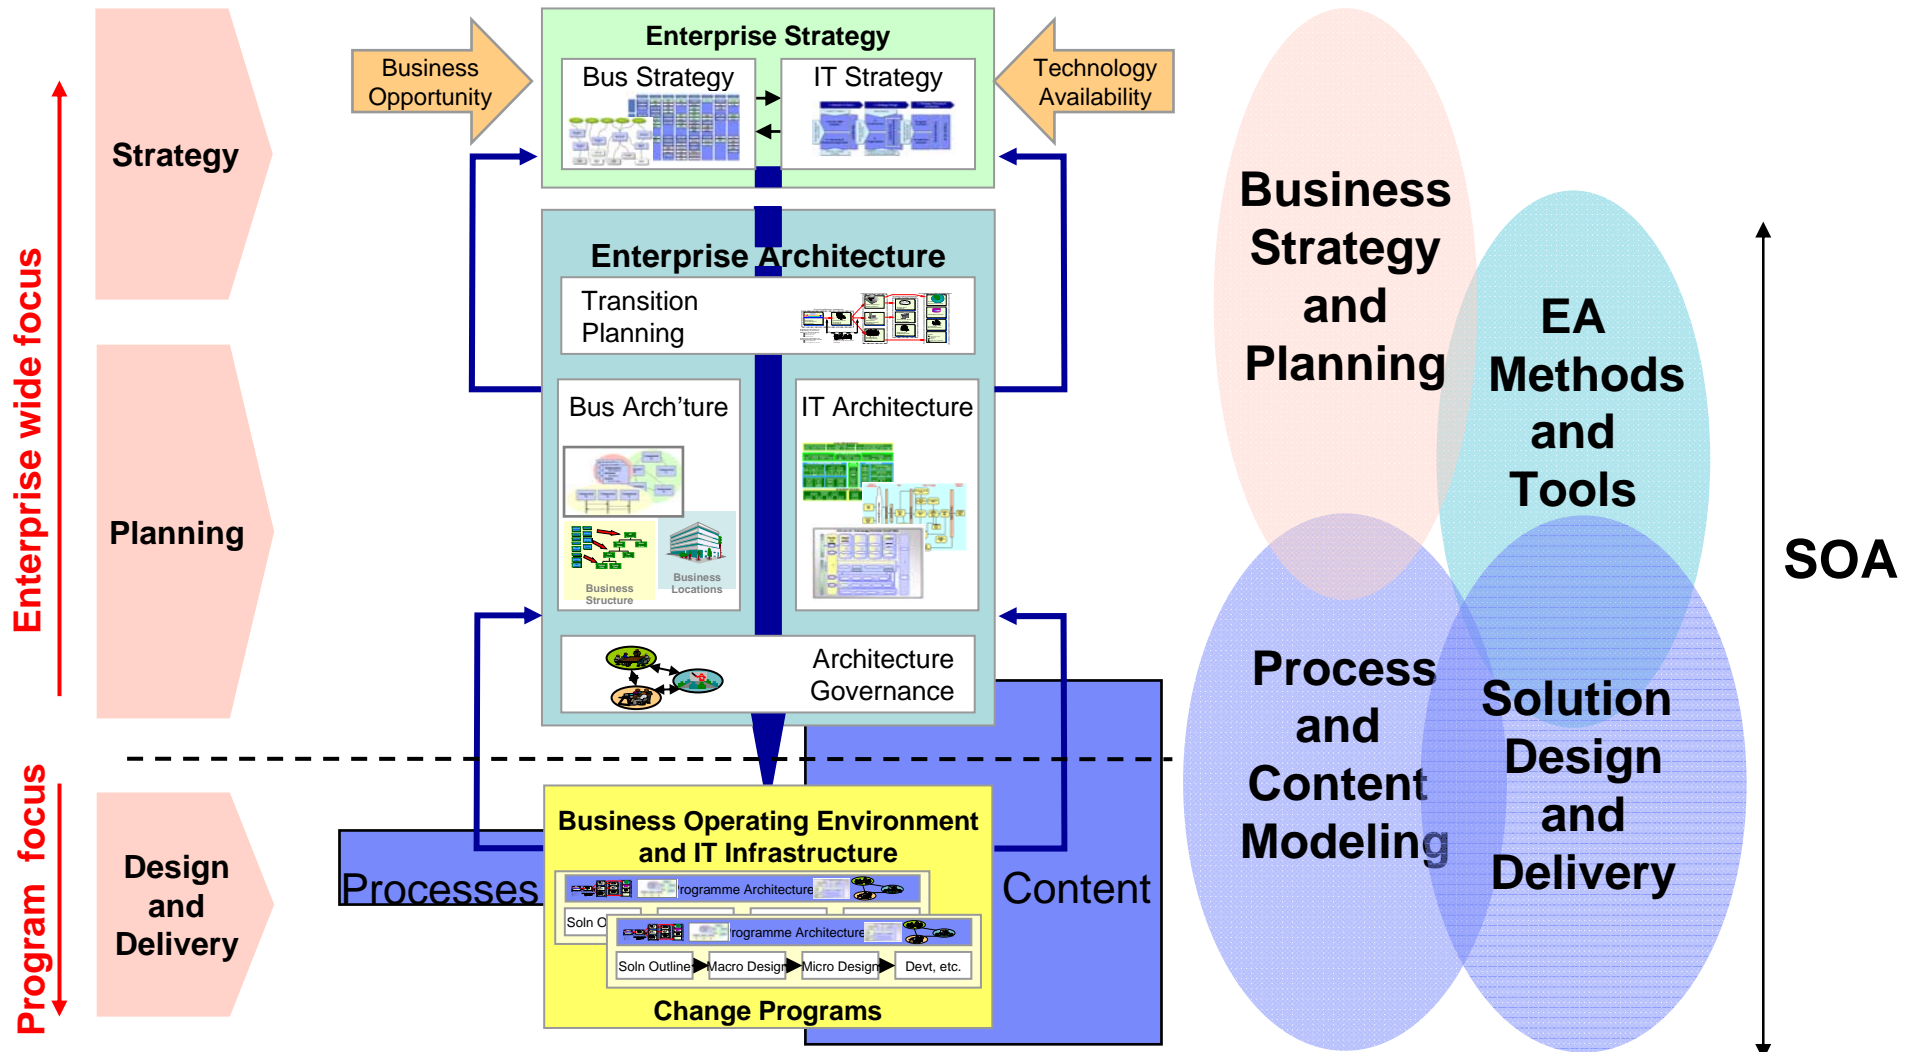 Enterprise wide focus
Program focus
Strategy
Planning
Design
and
Delivery
Business
Opportunity
Enterprise Strategy
Bus Strategy
IT Strategy
Technology
Availability
Enterprise Architecture
Transition
Planning
Bus Arch'ture
IT Architecture
Business
Structure
Business
Locations
Architecture
Governance
Business Operating Environment
and IT Infrastructure
Processes
Content
Programme Architecture
Soln O
Programme Architecture
Soln Outline
Macro Design
Micro Design
Devt, etc.
Change Programs
Business
Strategy
and
Planning
EA
Methods
and
Tools
Process
and
Content
Modeling
Solution
Design
and
Delivery
SOA